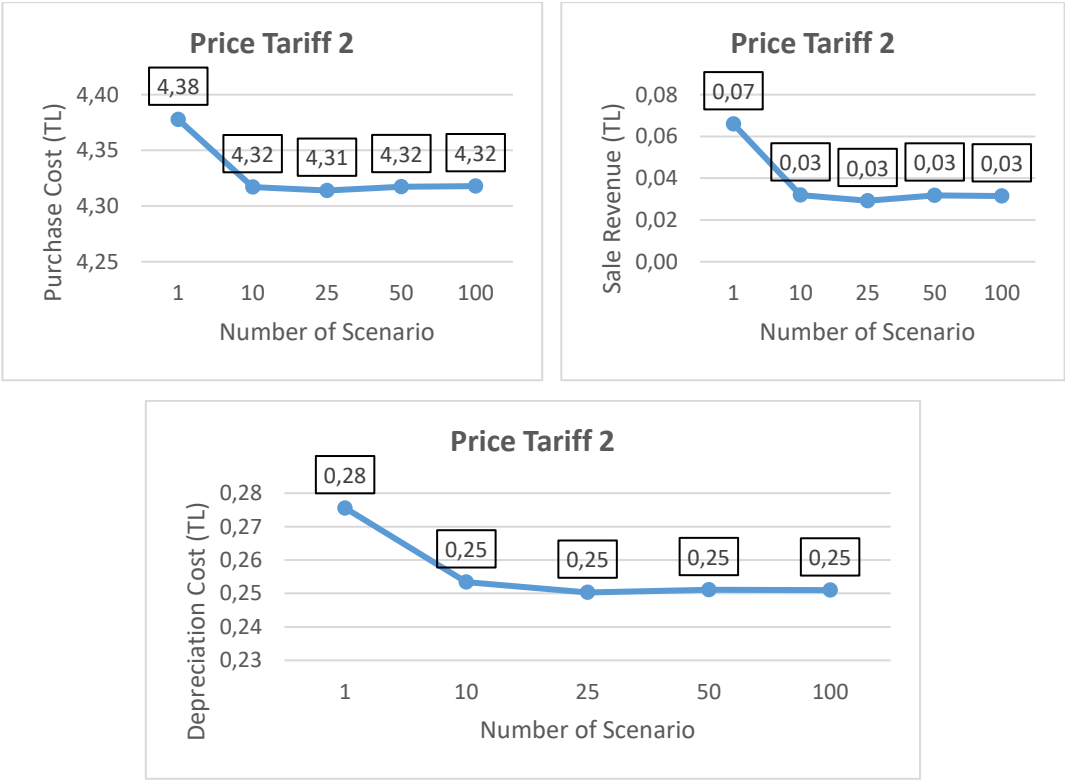 Price Tariff 2
Purchase Cost (TL)
4,40
4,35
4,30
4,25
4,38
4,32
4,31
4,32
4,32
1 10 25 50 100
Number of Scenario
Price Tariff 2
Sale Revenue (TL)
0,08
0,06
0,04
0,02
0,00
0,07
0,03
0,03
0,03
0,03
1 10 25 50 100
Number of Scenario
Price Tariff 2
Depreciation Cost (TL)
0,28
0,27
0,26
0,25
0,24
0,23
0,28
0,25
0,25
0,25
0,25
1 10 25 50 100
Number of Scenario